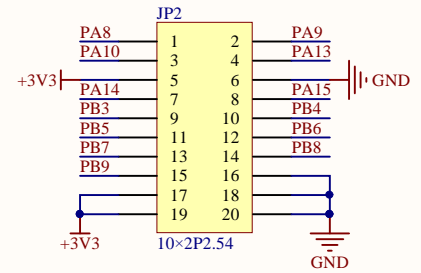 JP2
PA8 1 2 PA9
PA10 3 4 PA13
+3V3 5 6 GND
PA14 7 8 PA15
PB3 9 10 PB4
PB5 11 12 PB6
PB7 13 14 PB8
PB9 15 16
17 18
19 20
+3V3 10×2P2.54
GND